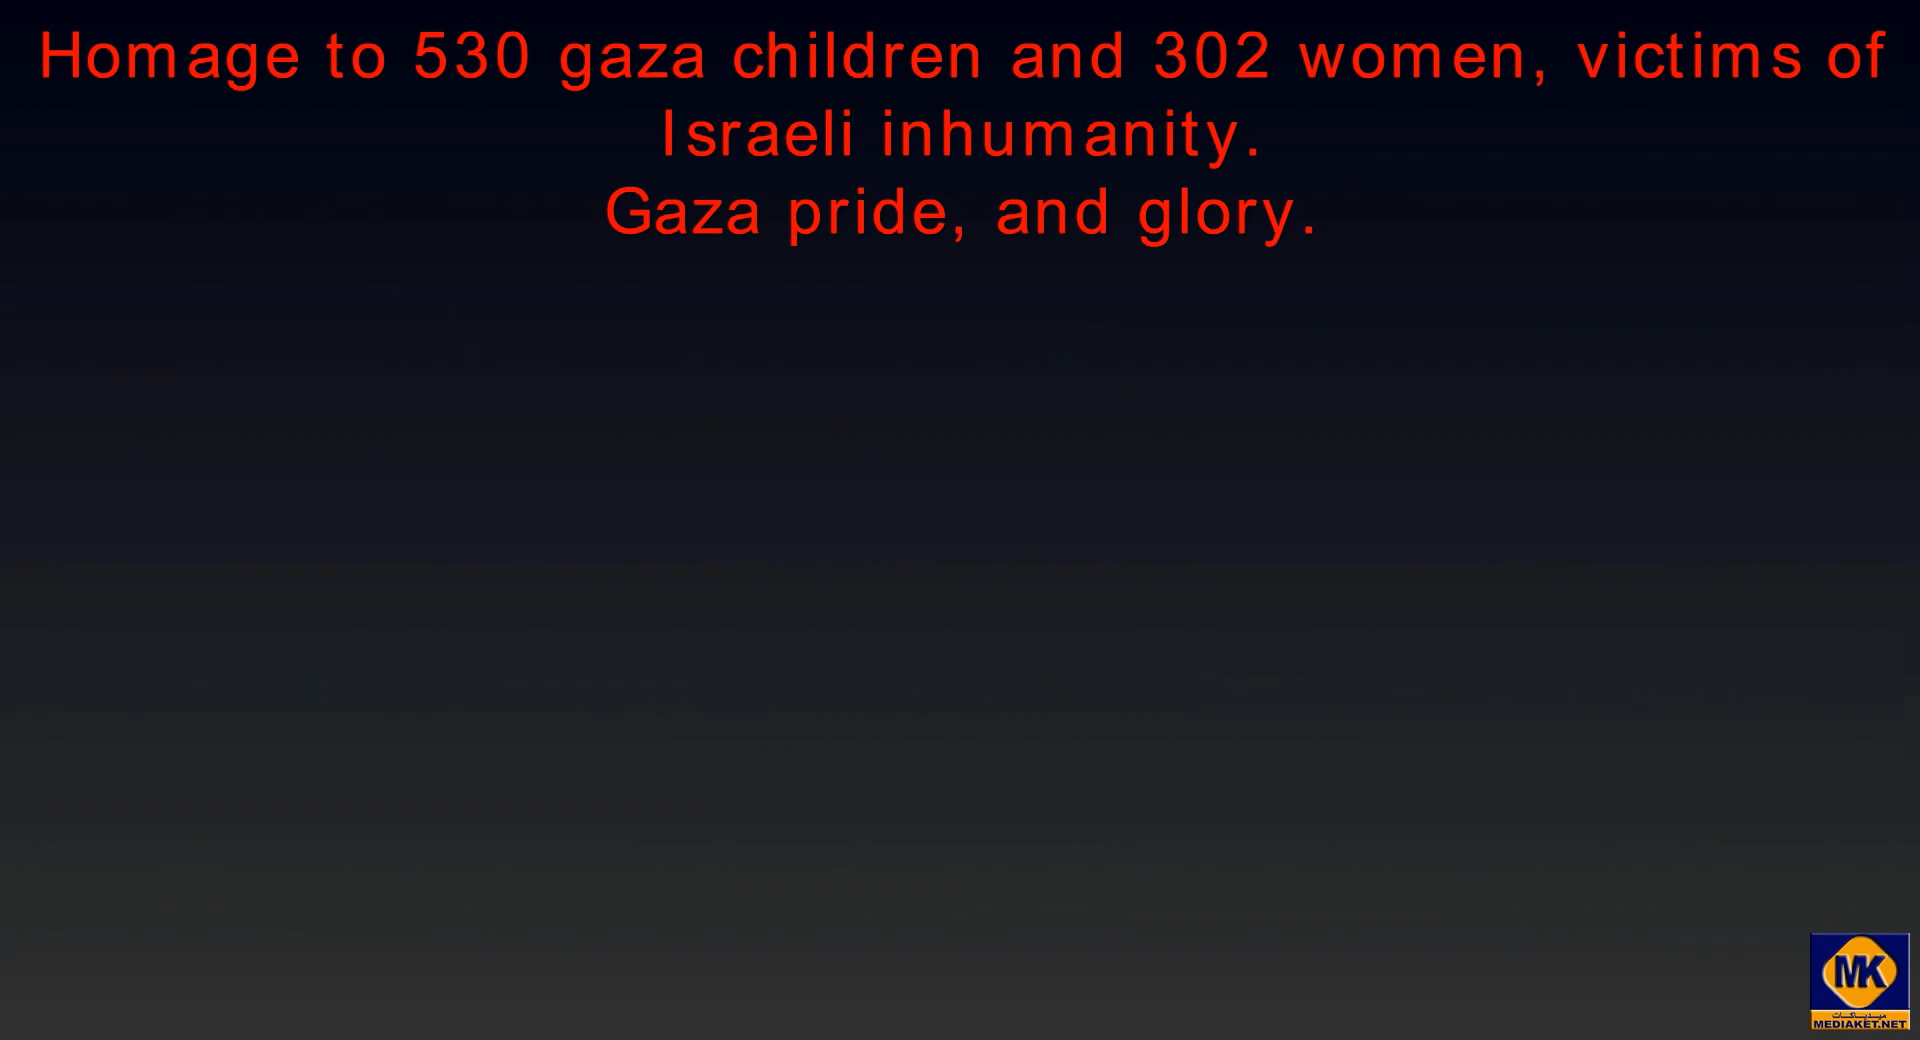 Homage to 530 gaza children and 302 women, victims of
Israeli inhumanity.
Gaza pride, and glory.
MK
ميدياكات
MEDIAKET.NET